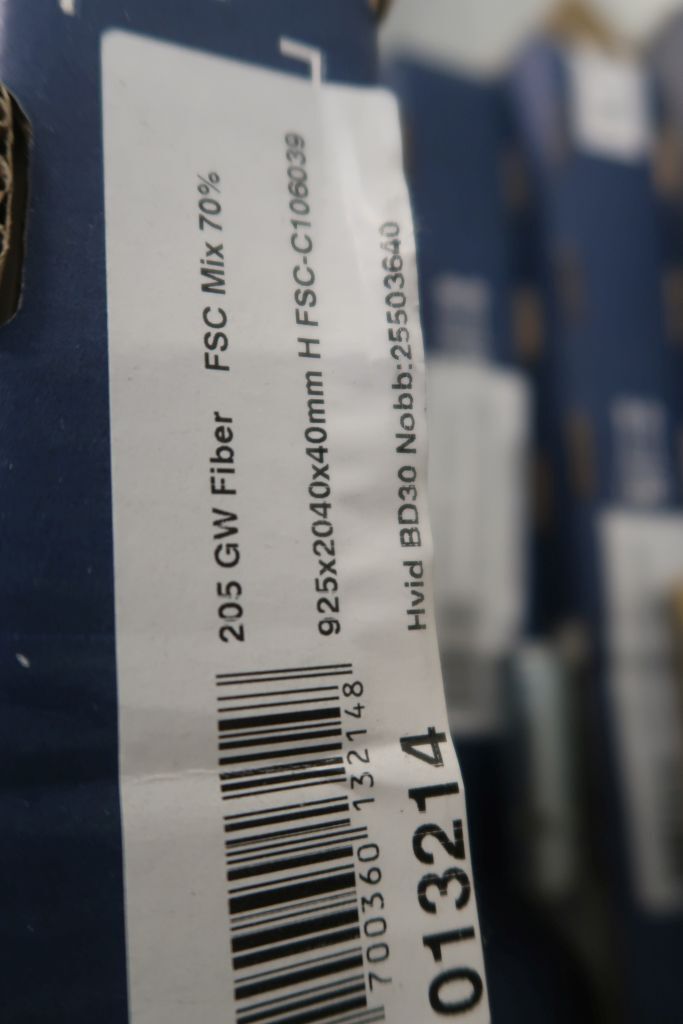 205 GW Fiber FSC Mix 70%
925x2040x40mm H FSC-C106039
Hvid BD30 Nobb:25503640
700360 132148
013214